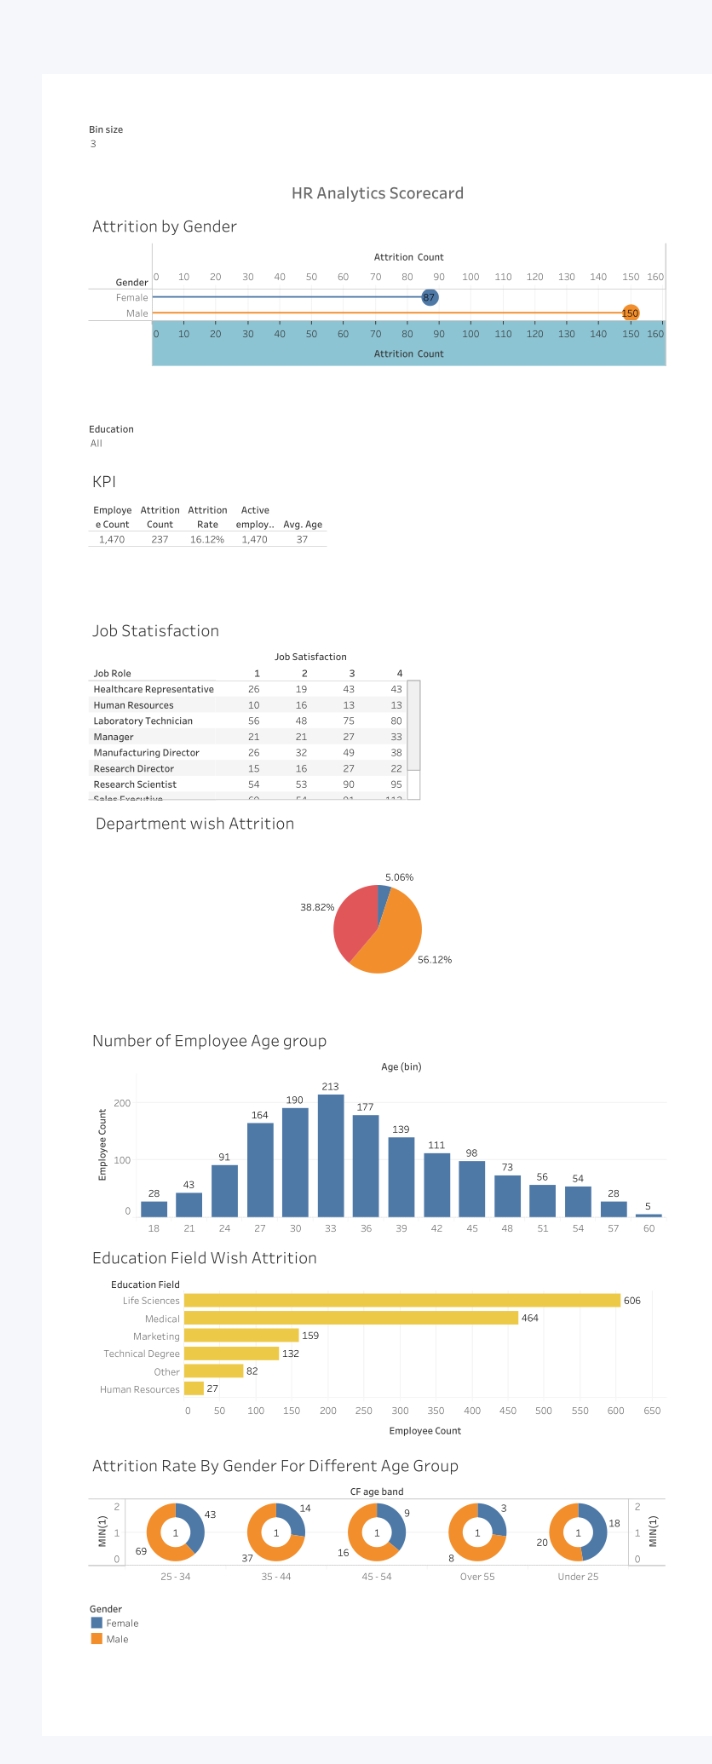 Bin size
3
HR Analytics Scorecard
Attrition by Gender
Attrition Count
Gender 0 10 20 30 40 50 60 70 80 90 100 110 120 130 140 150 160
Female 87
Male 150
0 10 20 30 40 50 60 70 80 90 100 110 120 130 140 150 160
Attrition Count
Education
All
KPI
Employe Attrition Attrition Active
e Count Count Rate employ.. Avg. Age
1,470 237 16.12% 1,470 37
Job Statisfaction
Job Satisfaction
Job Role 1 2 3 4
Healthcare Representative 26 19 43 43
Human Resources 10 16 13 13
Laboratory Technician 56 48 75 80
Manager 21 21 27 33
Manufacturing Director 26 32 49 38
Research Director 15 16 27 22
Research Scientist 54 53 90 95
Sales Executive
Department wish Attrition
5.06%
38.82%
56.12%
Number of Employee Age group
Age (bin)
Employee Count
200
100
0
28 43 91 164 190 213 177 139 111 98 73 56 54 28 5
18 21 24 27 30 33 36 39 42 45 48 51 54 57 60
Education Field Wish Attrition
Education Field
Life Sciences 606
Medical 464
Marketing 159
Technical Degree 132
Other 82
Human Resources 27
0 50 100 150 200 250 300 350 400 450 500 550 600 650
Employee Count
Attrition Rate By Gender For Different Age Group
CF age band
MIN(1)
2
1
0
43 14 9 3 18
1 1 1 1 1
69 37 16 8 20
2
1
0
MIN(1)
25 - 34 35 - 44 45 - 54 Over 55 Under 25
Gender
Female
Male